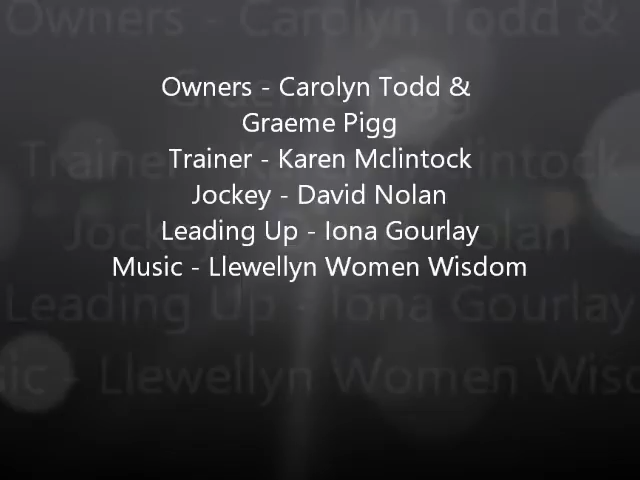 Owners - Carolyn Todd &
Graeme Pigg
Trainer - Karen Mclintock
Jockey - David Nolan
Leading Up - Iona Gourlay
Music - Llewellyn Women Wisdom